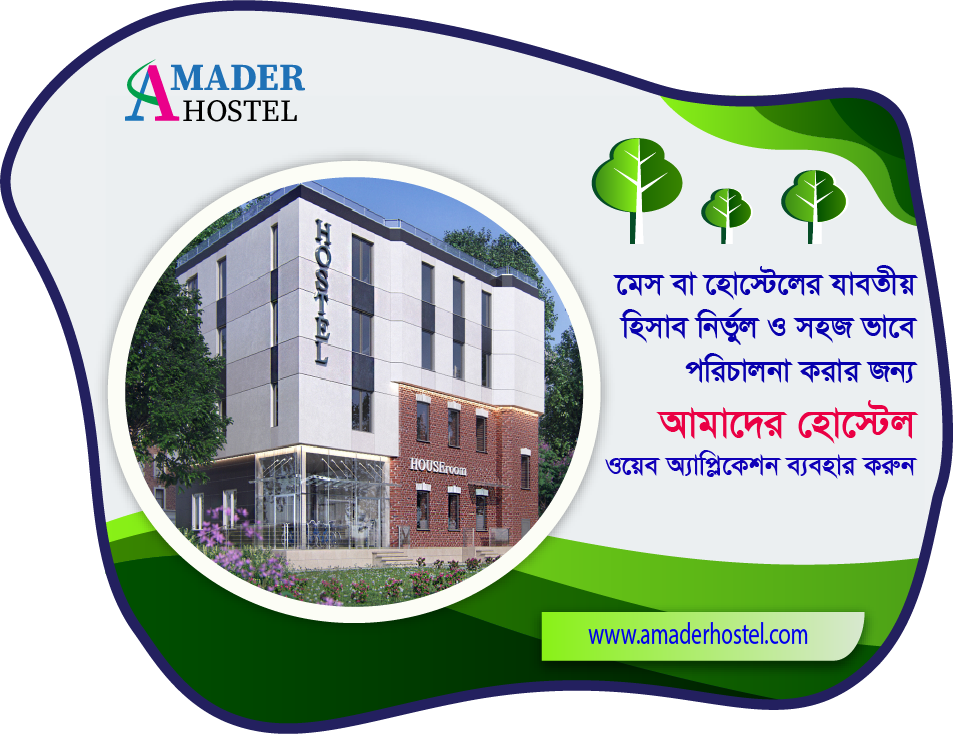 AMADER
HOSTEL
HOSTEL
HOUSEroom
মেস বা হোস্টেলের যাবতীয়
হিসাব নির্ভুল ও সহজ ভাবে
পরিচালনা করার জন্য
আমাদের হোস্টেল
ওয়েব অ্যাপ্লিকেশন ব্যবহার করুন
www.amaderhostel.com